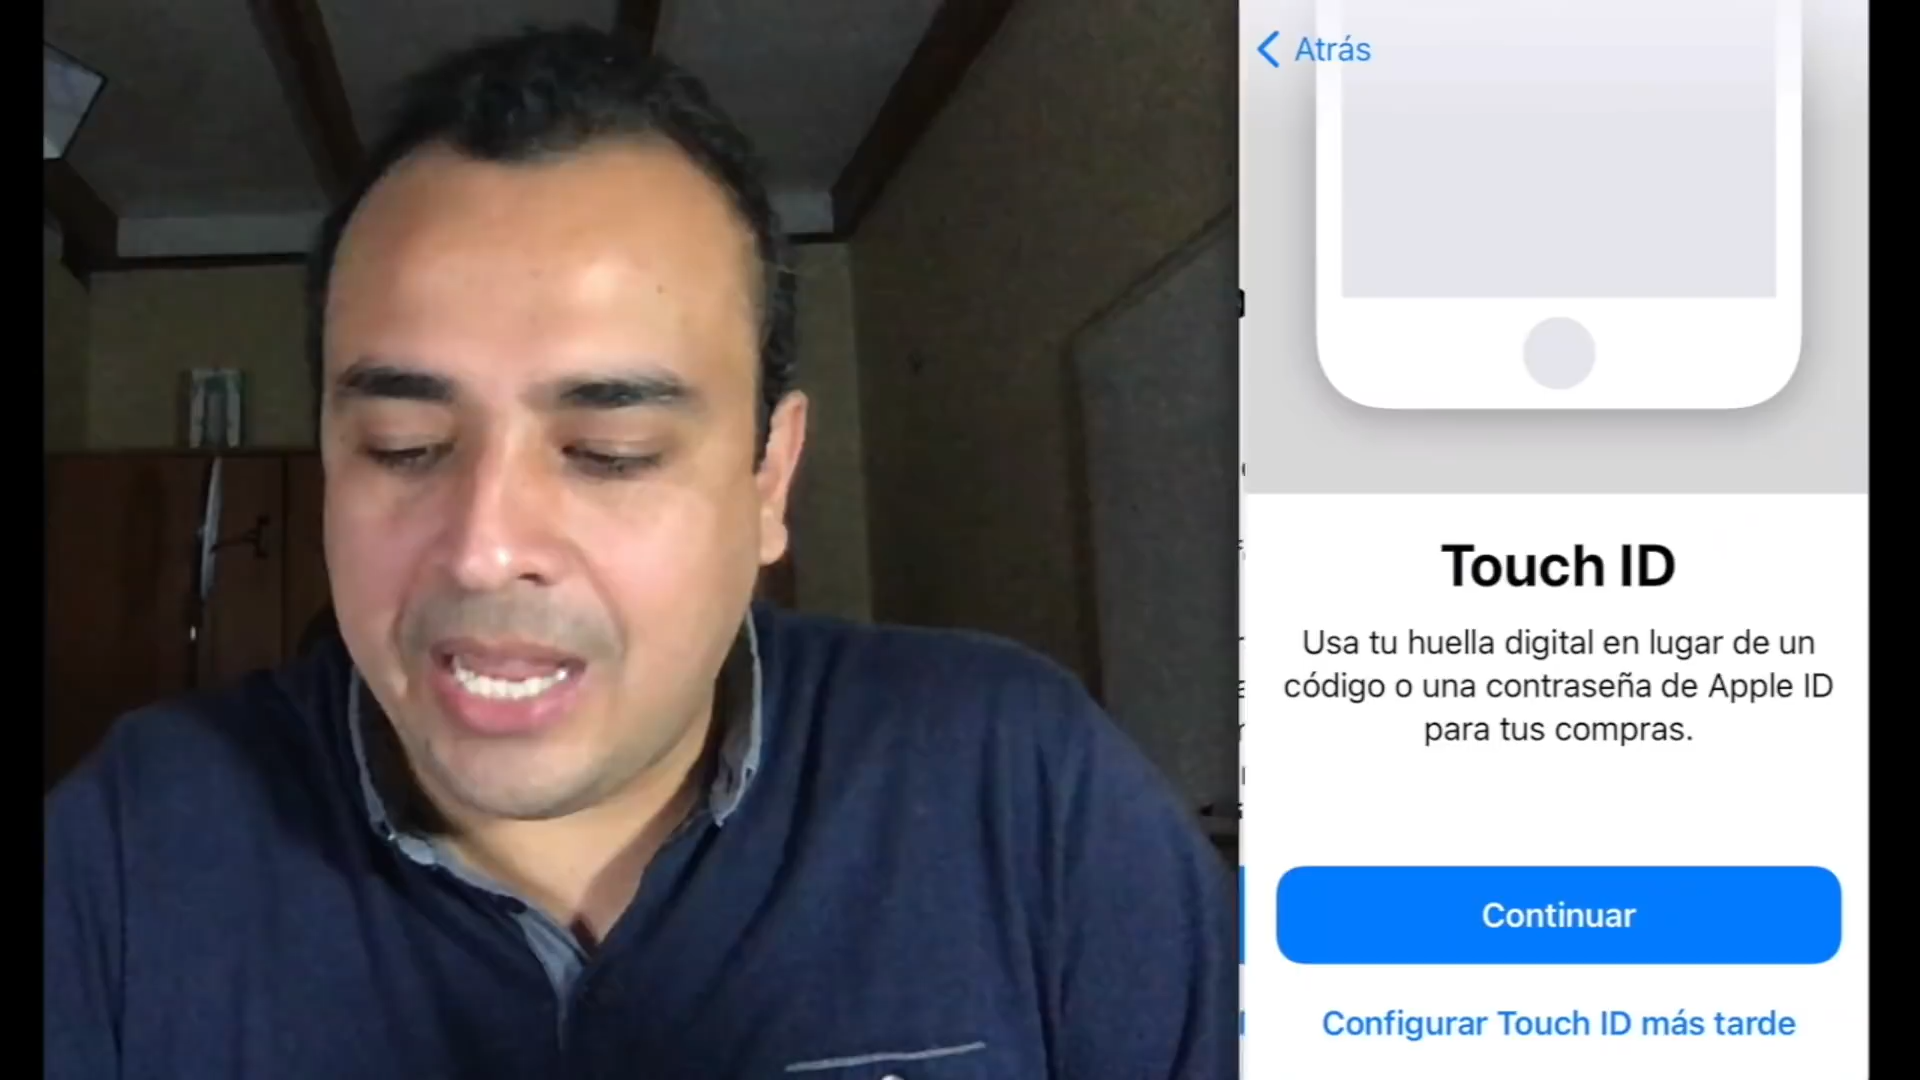 Atrás
Touch ID
Usa tu huella digital en lugar de un
código o una contraseña de Apple ID
para tus compras.
Continuar
Configurar Touch ID más tarde